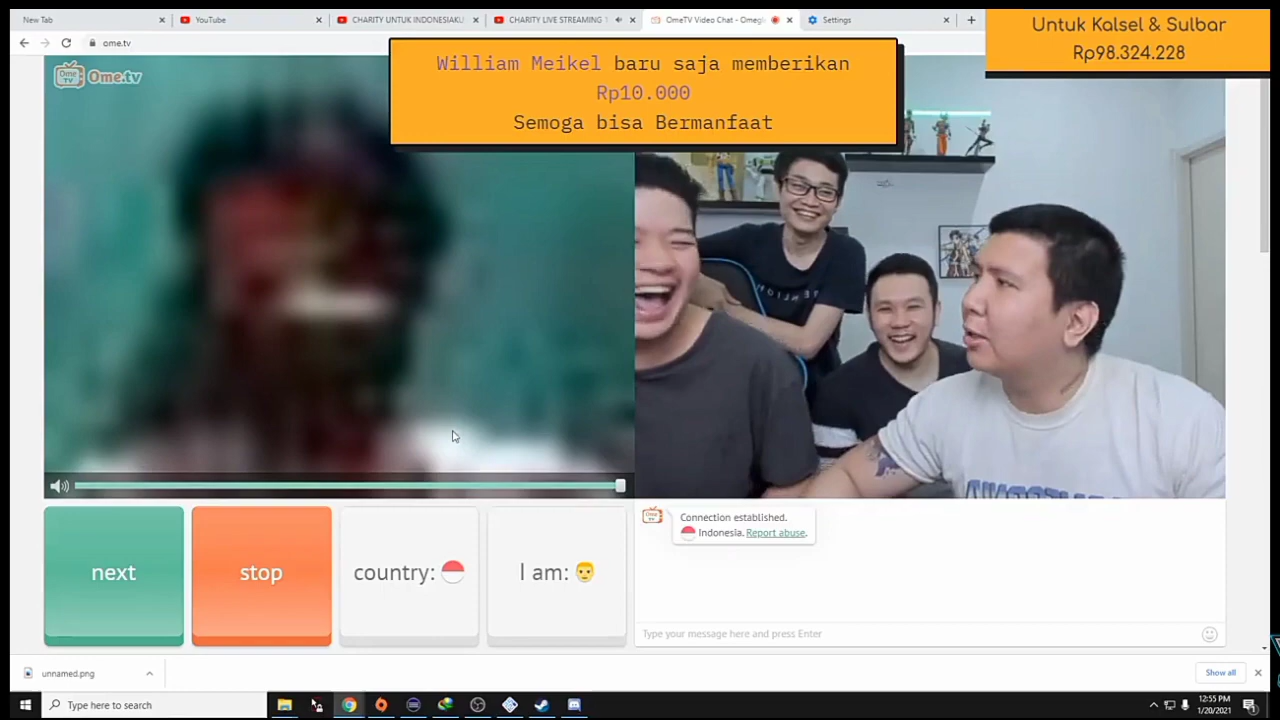 New Tab
YouTube
CHARITY UNTUK INDONESIAKU
CHARITY LIVE STREAMING 1
OmeTV Video Chat - Omegle
Settings
ome.tv
Untuk Kalsel & Sulbar
Rp98.324.228
William Meikel baru saja memberikan
Rp10.000
Semoga bisa Bermanfaat
Ome TV
Ome.tv
Connection established.
Indonesia. Report abuse.
next
stop
country:
I am:
Type your message here and press Enter
unnamed.png
Show all
Type here to search
12:55 PM
1/20/2021